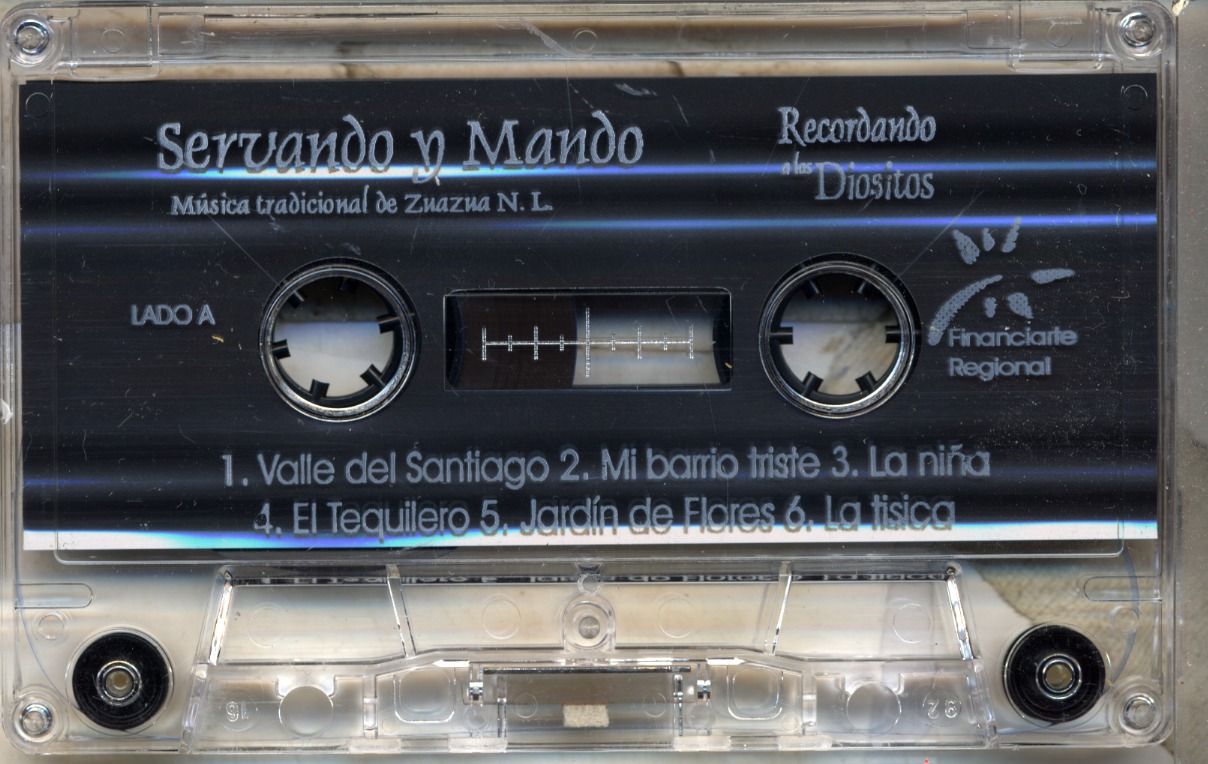 Servando y Mando
Música tradicional de Zuazua N. L.
Recordando
a los Diositos
LADO A
Financiarte
Regional
1. Valle del Santiago 2. Mi barrio triste 3. La niña
4. El Tequilero 5. Jardín de Flores 6. La tisica